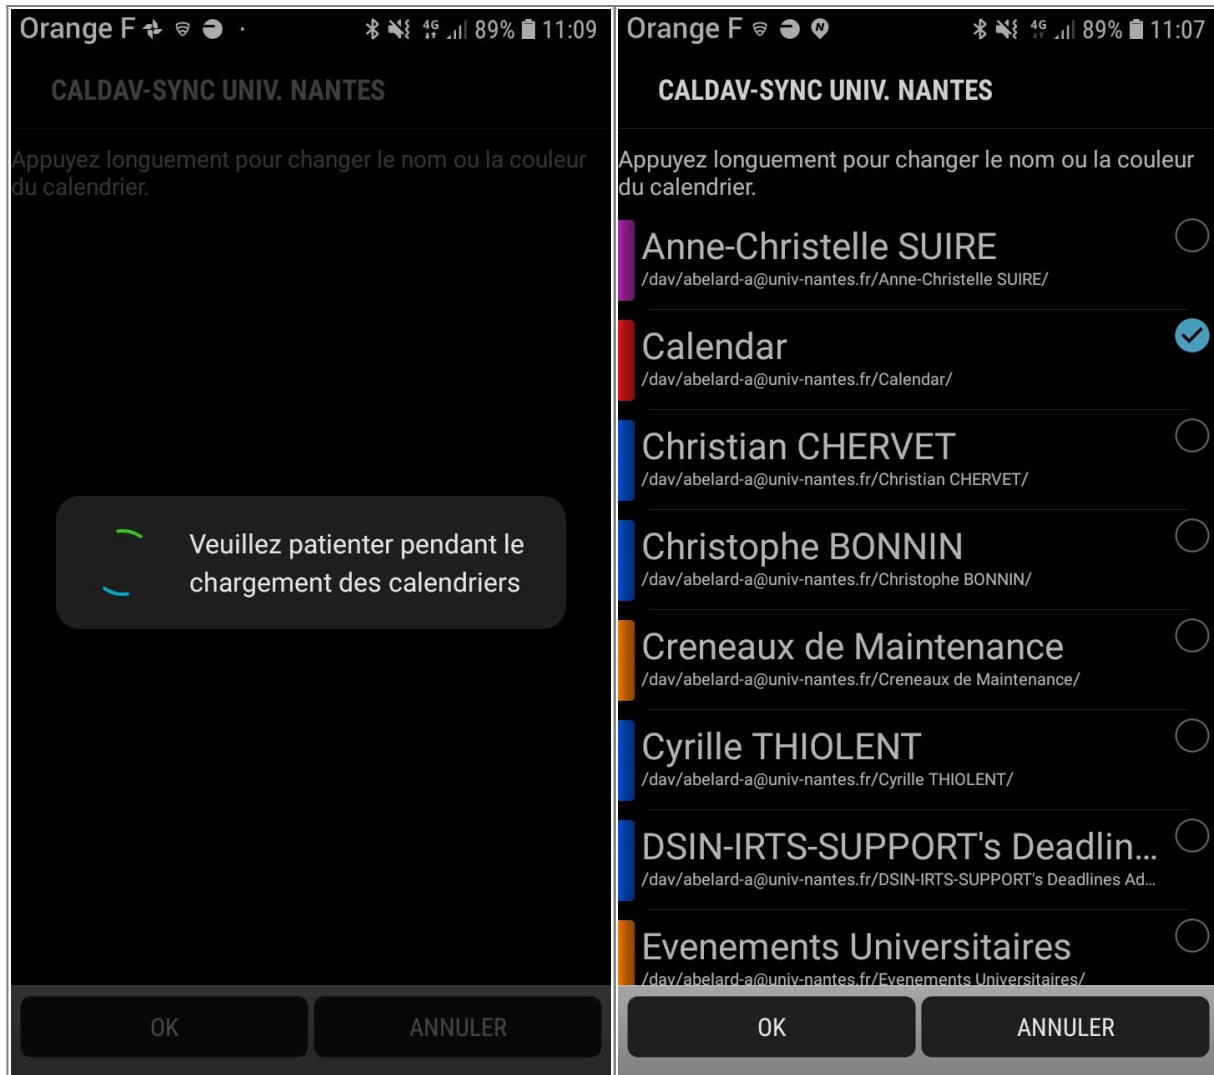 Orange F 4G 89% 11:09
CALDAV-SYNC UNIV. NANTES
Appuyez longuement pour changer le nom ou la couleur
du calendrier.
Veuillez patienter pendant le
chargement des calendriers
OK
ANNULER
Orange F N 4G 89% 11:07
CALDAV-SYNC UNIV. NANTES
Appuyez longuement pour changer le nom ou la couleur
du calendrier.
Anne-Christelle SUIRE
/dav/abelard-a@univ-nantes.fr/Anne-Christelle SUIRE/
Calendar
/dav/abelard-a@univ-nantes.fr/Calendar/
Christian CHERVET
/dav/abelard-a@univ-nantes.fr/Christian CHERVET/
Christophe BONNIN
/dav/abelard-a@univ-nantes.fr/Christophe BONNIN/
Creneaux de Maintenance
/dav/abelard-a@univ-nantes.fr/Creneaux de Maintenance/
Cyrille THIOLENT
/dav/abelard-a@univ-nantes.fr/Cyrille THIOLENT/
DSIN-IRTS-SUPPORT's Deadlin...
/dav/abelard-a@univ-nantes.fr/DSIN-IRTS-SUPPORT's Deadlines Ad...
Evenements Universitaires
/dav/abelard-a@univ-nantes.fr/Evenements Universitaires/
OK
ANNULER